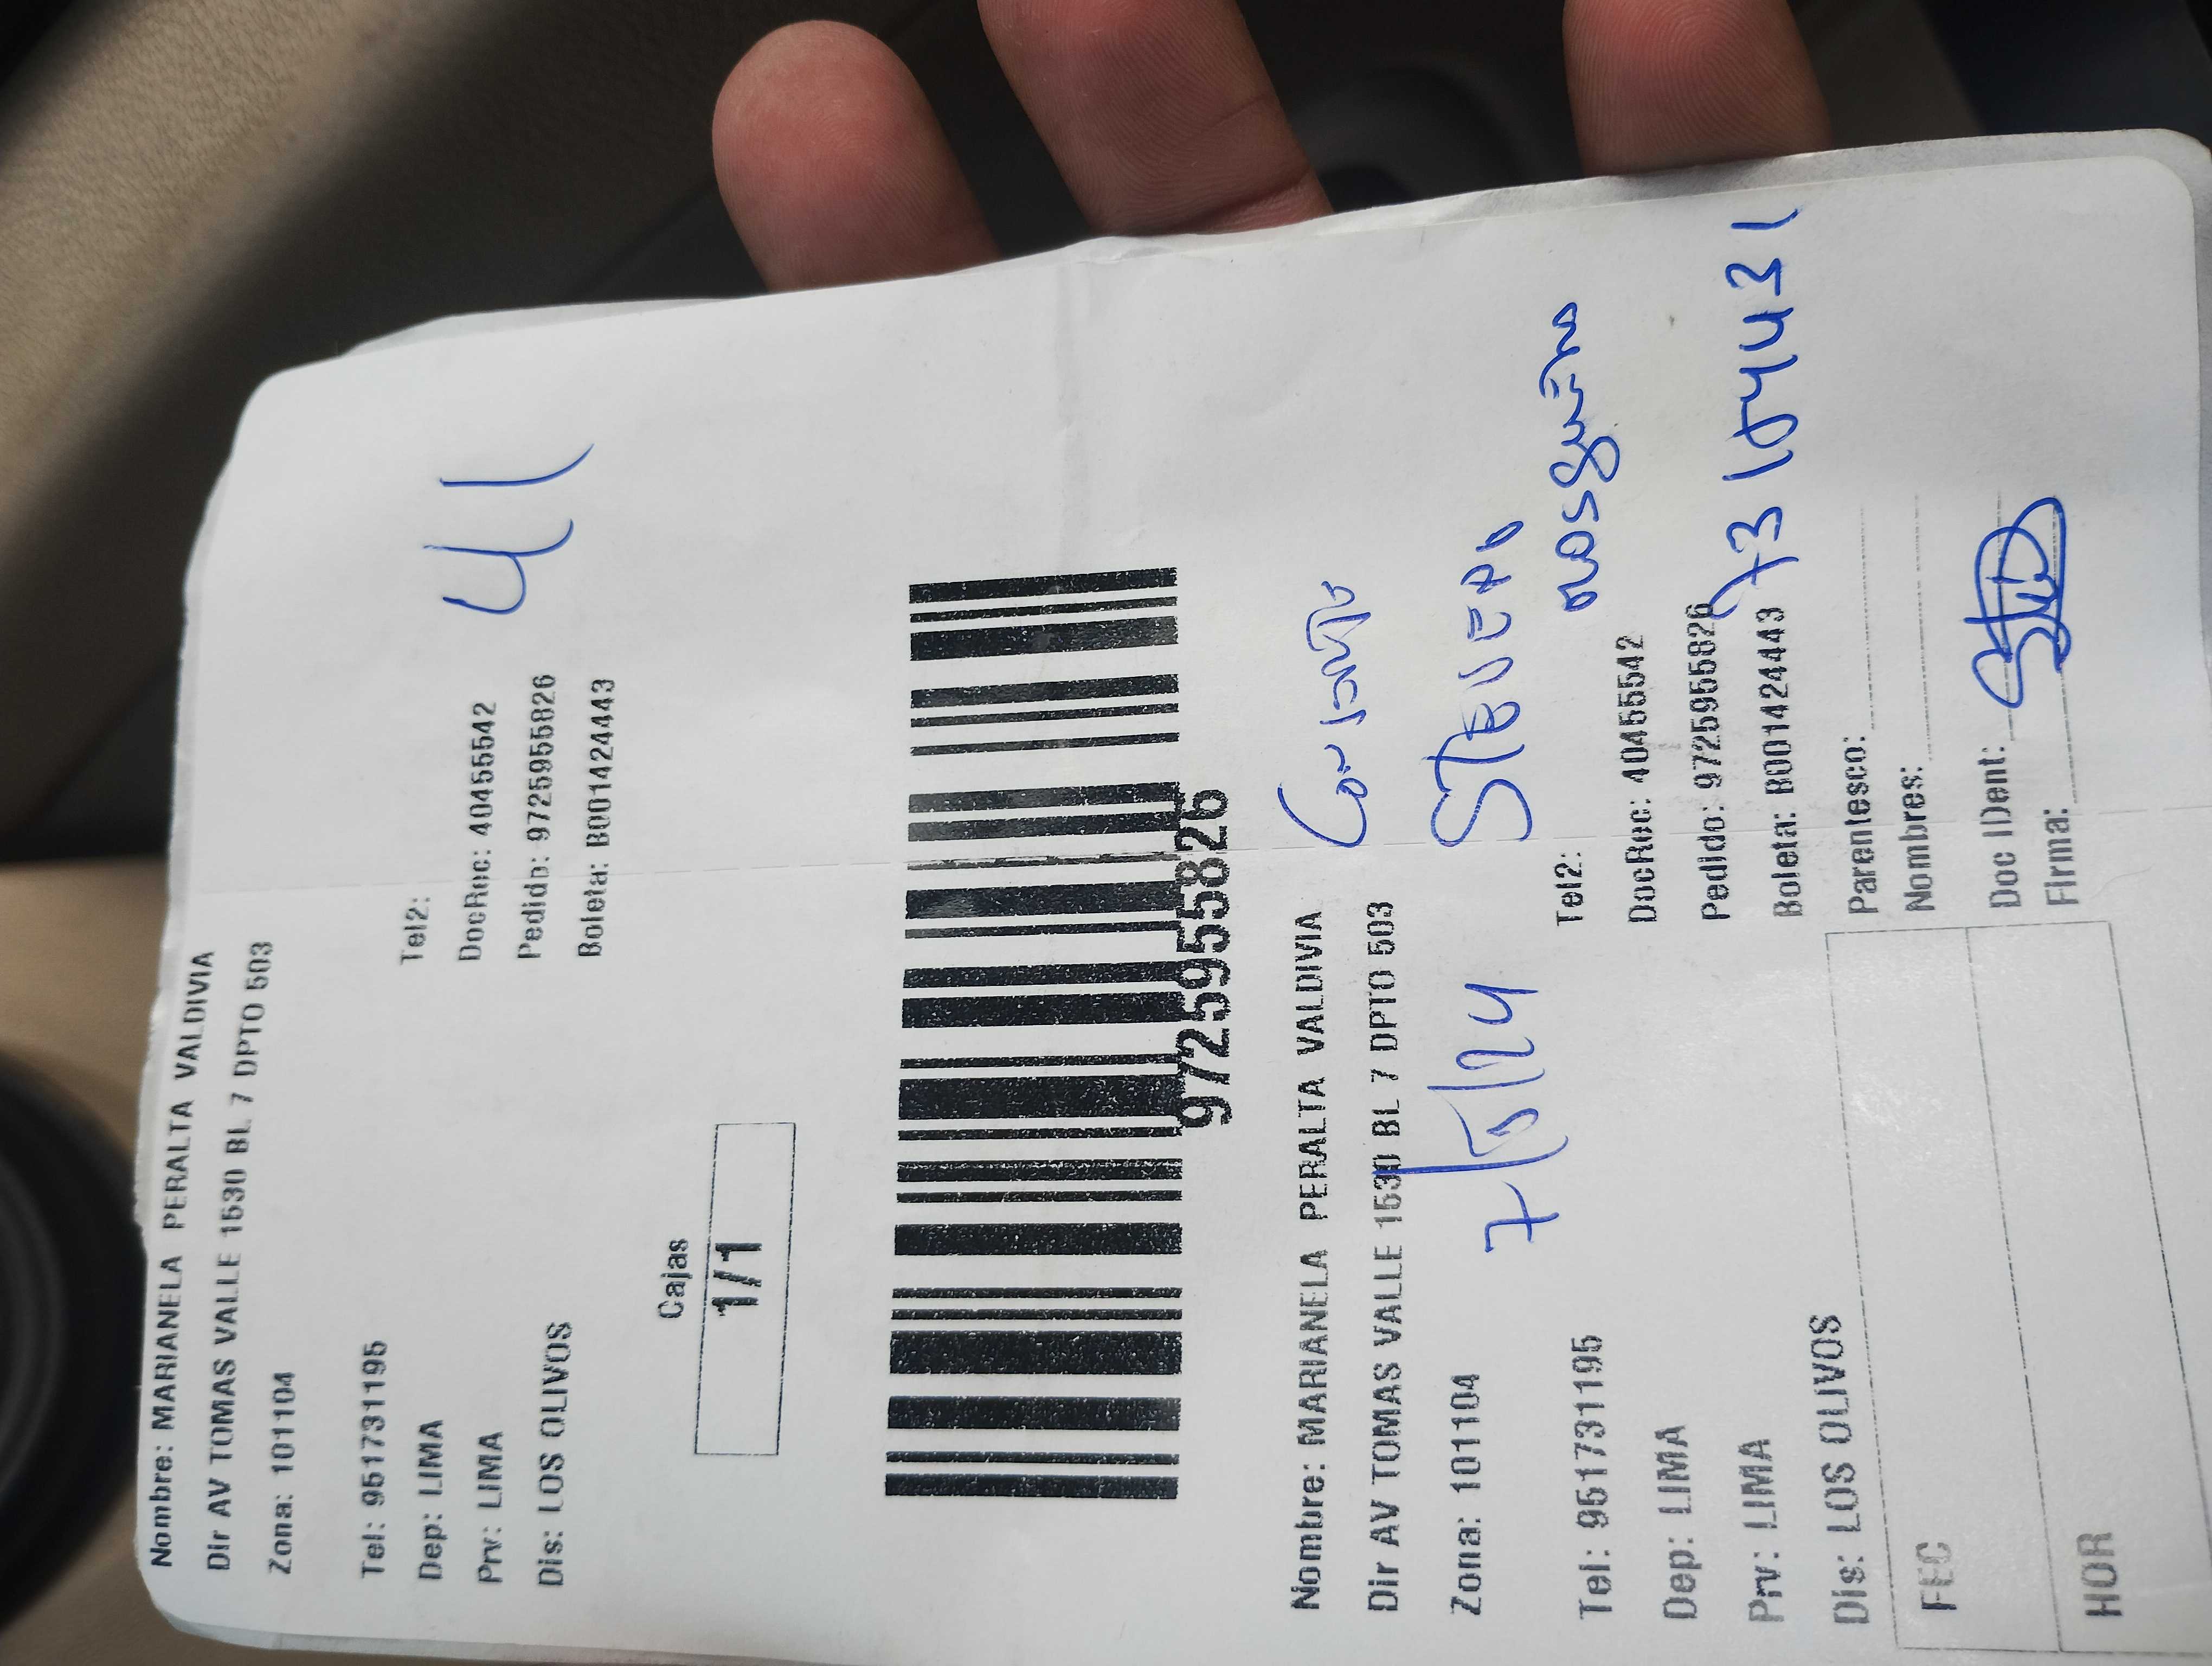 Nombre: MARIANELA PERALTA VALDIVIA
Dir AV TOMAS VALLE 1530 BL 7 DPTO 503
Zona: 101104
Tel: 951731195
Tel2:
Dep: LIMA
DocRec: 40455542
Prv: LIMA
Pedido: 9725955826
Dis: LOS OLIVOS
Boleta: B001424443
41
Cajas
1/1
9725955826
Nombre: MARIANELA PERALTA VALDIVIA
Dir AV TOMAS VALLE 1530 BL 7 DPTO 503
Zona: 101104
7/5/24
Tel: 951731195
Tel2:
Dep: LIMA
DocRec: 40455542
Prv: LIMA
Pedido: 9725955826
Dis: LOS OLIVOS
Boleta: B001424443
FEC
Parentesco:
Nombres:
HOR
Doc IDent:
Firma: